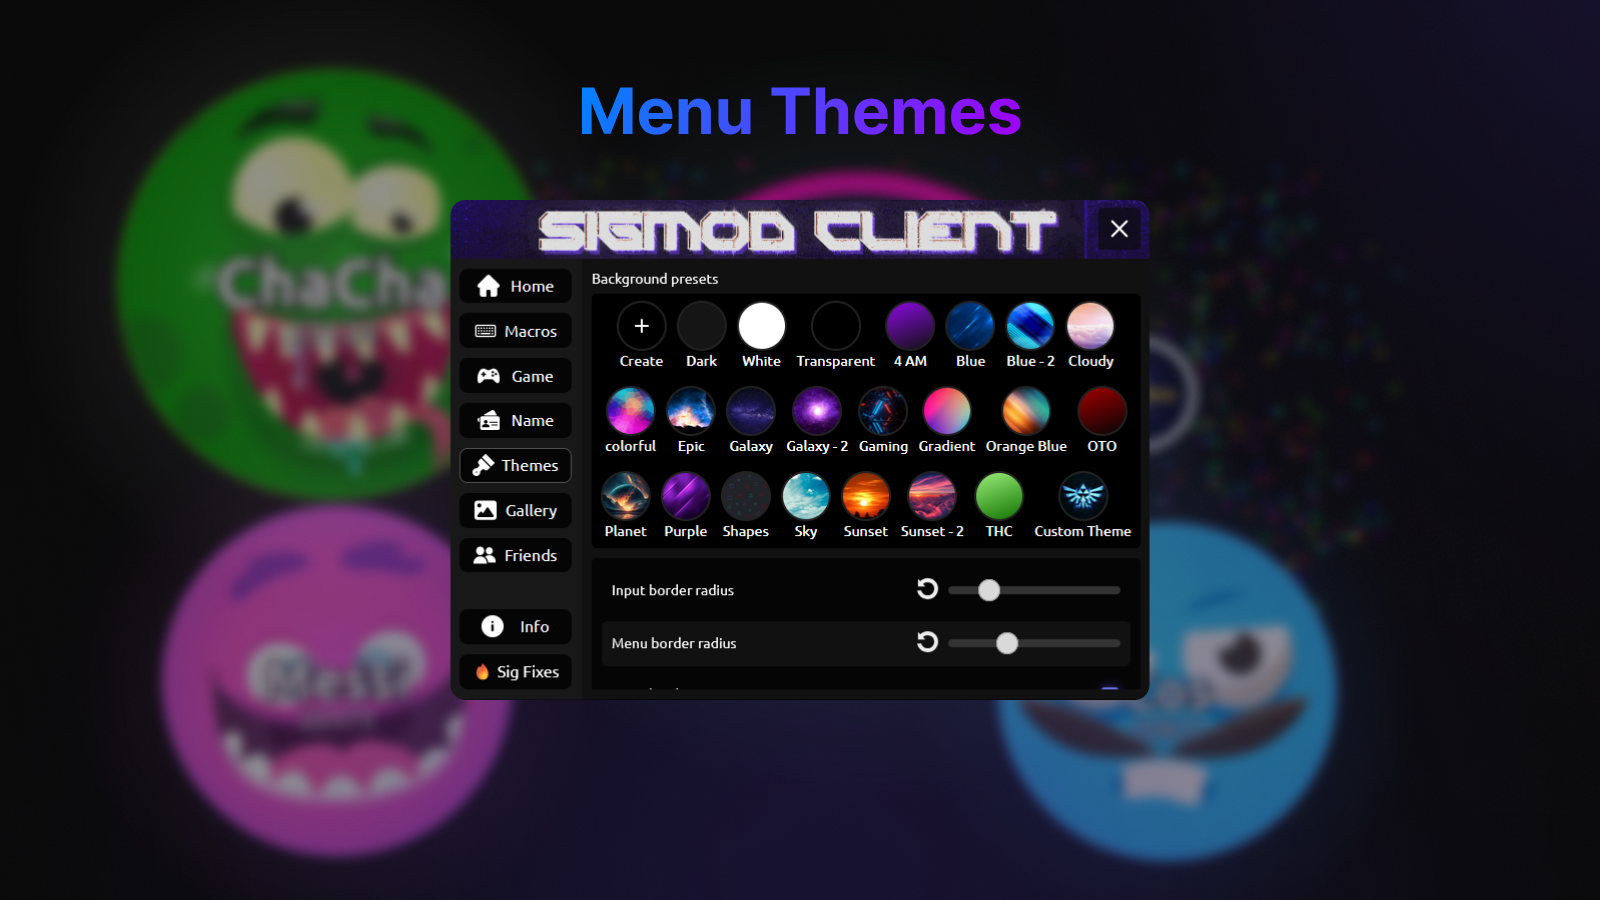 Menu Themes
SIGMOD CLIENT
Home
Macros
Game
Name
Themes
Gallery
Friends
Info
Sig Fixes
Background presets
Create Dark White Transparent 4 AM Blue Blue - 2 Cloudy
colorful Epic Galaxy Galaxy - 2 Gaming Gradient Orange Blue OTO
Planet Purple Shapes Sky Sunset Sunset - 2 THC Custom Theme
Input border radius
Menu border radius
ChaCha
Messi